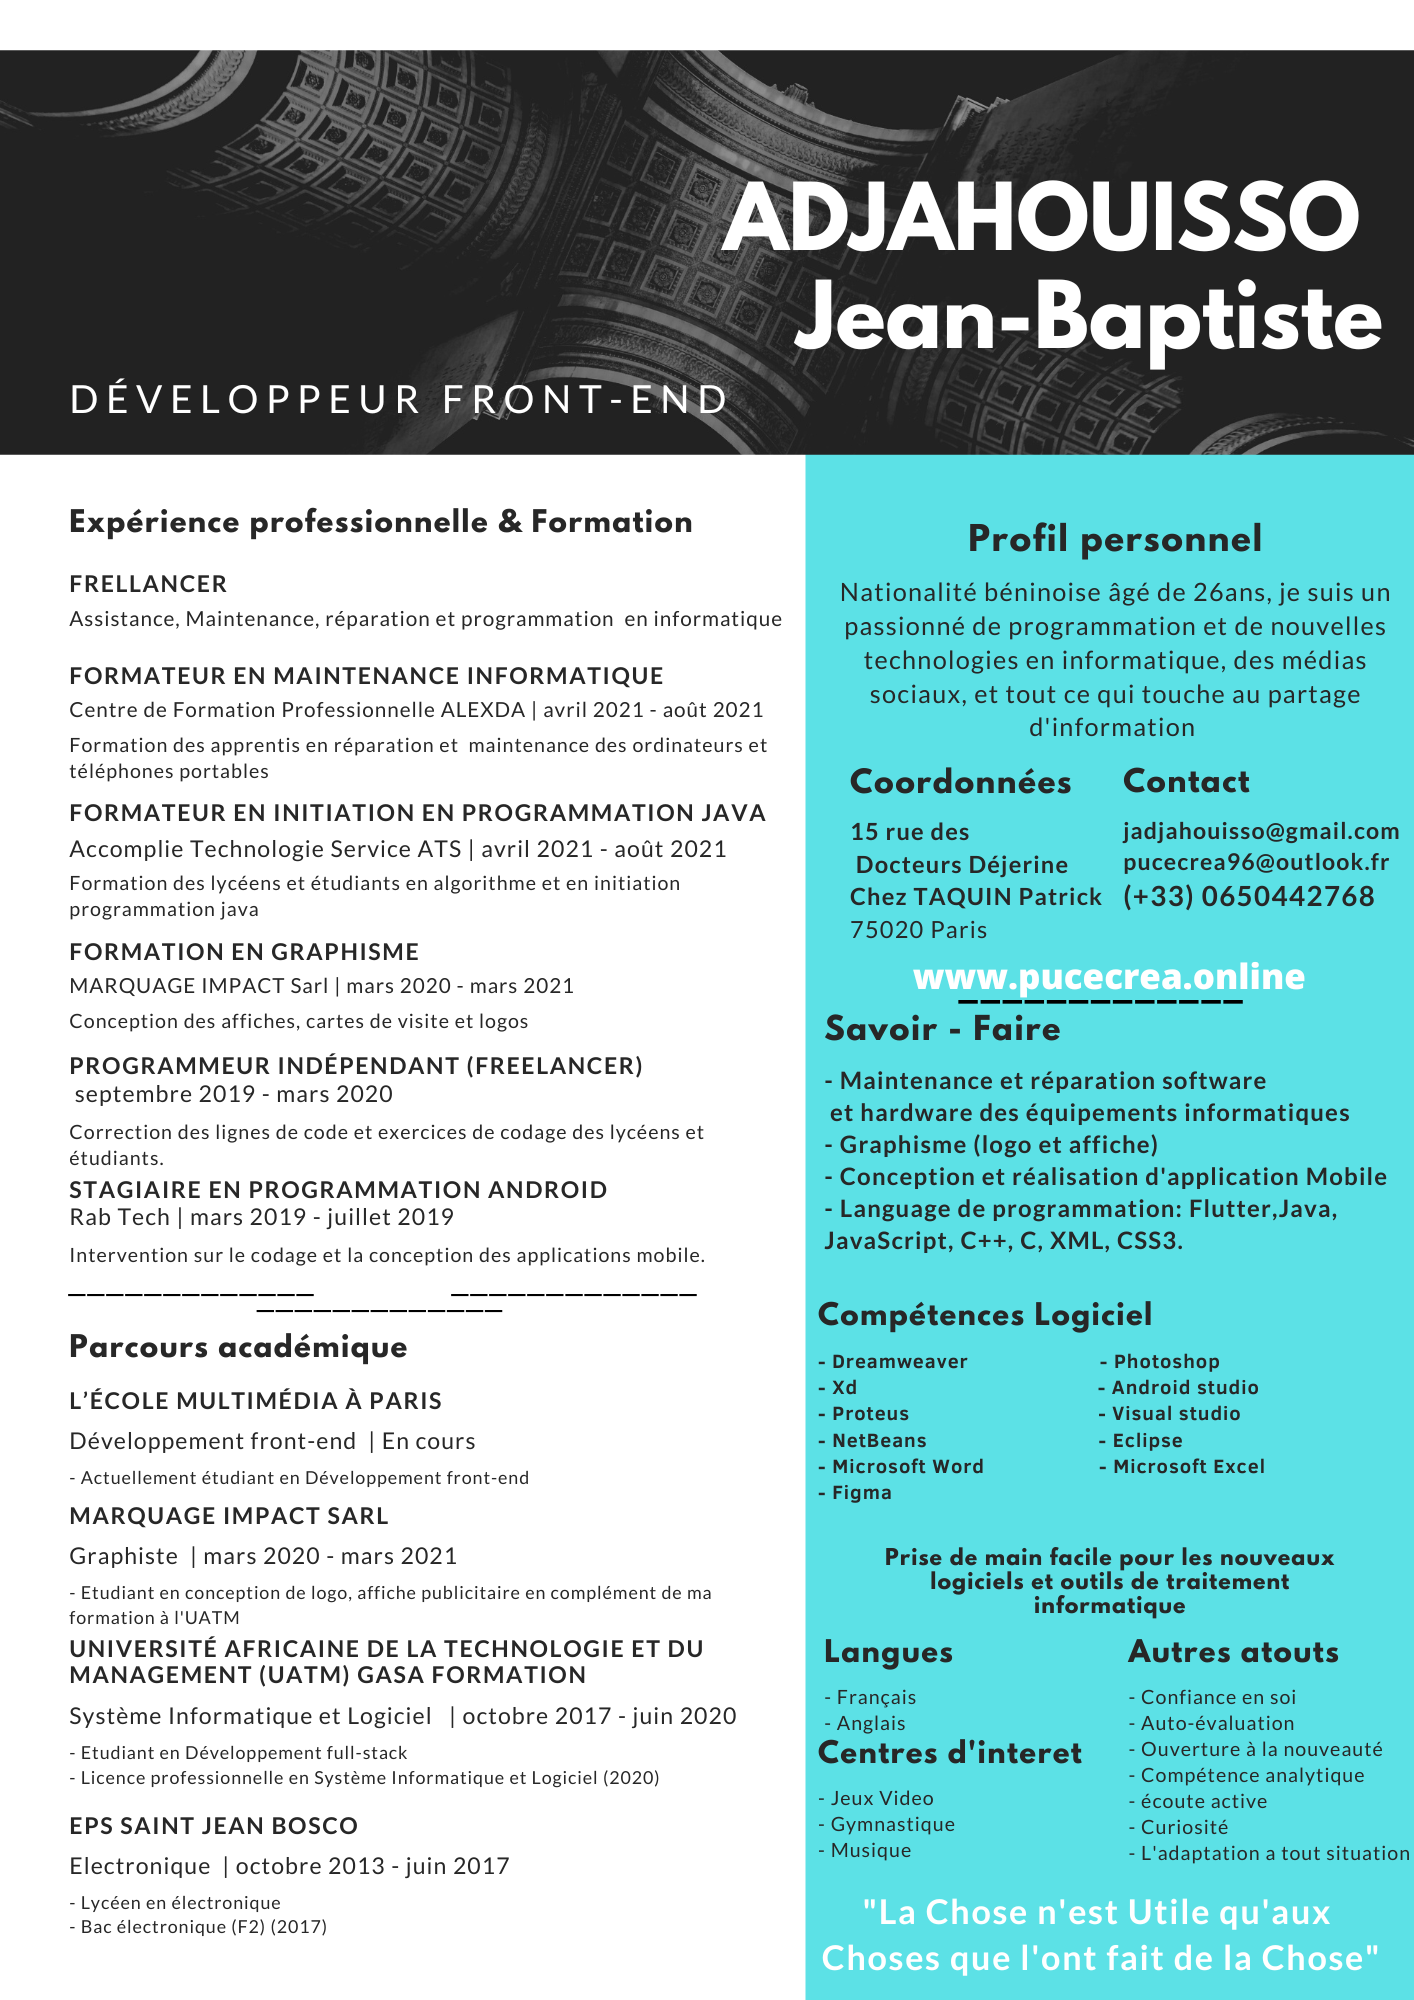 ADJAHOUISSO
Jean-Baptiste
DÉVELOPPEUR FRONT-END
Expérience professionnelle & Formation
FRELLANCER
Assistance, Maintenance, réparation et programmation en informatique
FORMATEUR EN MAINTENANCE INFORMATIQUE
Centre de Formation Professionnelle ALEXDA | avril 2021 - août 2021
Formation des apprentis en réparation et maintenance des ordinateurs et
téléphones portables
FORMATEUR EN INITIATION EN PROGRAMMATION JAVA
Accomplie Technologie Service ATS | avril 2021 - août 2021
Formation des lycéens et étudiants en algorithme et en initiation
programmation java
FORMATION EN GRAPHISME
MARQUAGE IMPACT Sarl | mars 2020 - mars 2021
Conception des affiches, cartes de visite et logos
PROGRAMMEUR INDÉPENDANT (FREELANCER)
septembre 2019 - mars 2020
Correction des lignes de code et exercices de codage des lycéens et
étudiants.
STAGIAIRE EN PROGRAMMATION ANDROID
Rab Tech | mars 2019 - juillet 2019
Intervention sur le codage et la conception des applications mobile.
Parcours académique
L’ÉCOLE MULTIMÉDIA À PARIS
Développement front-end | En cours
- Actuellement étudiant en Développement front-end
MARQUAGE IMPACT SARL
Graphiste | mars 2020 - mars 2021
- Etudiant en conception de logo, affiche publicitaire en complément de ma
formation à l'UATM
UNIVERSITÉ AFRICAINE DE LA TECHNOLOGIE ET DU
MANAGEMENT (UATM) GASA FORMATION
Système Informatique et Logiciel | octobre 2017 - juin 2020
- Etudiant en Développement full-stack
- Licence professionnelle en Système Informatique et Logiciel (2020)
EPS SAINT JEAN BOSCO
Electronique | octobre 2013 - juin 2017
- Lycéen en électronique
- Bac électronique (F2) (2017)
Profil personnel
Nationalité béninoise âgé de 26ans, je suis un
passionné de programmation et de nouvelles
technologies en informatique, des médias
sociaux, et tout ce qui touche au partage
d'information
Coordonnées
15 rue des
Docteurs Déjerine
Chez TAQUIN Patrick
75020 Paris
Contact
jadjahouisso@gmail.com
pucecrea96@outlook.fr
(+33) 0650442768
www.pucecrea.online
Savoir - Faire
- Maintenance et réparation software
et hardware des équipements informatiques
- Graphisme (logo et affiche)
- Conception et réalisation d'application Mobile
- Language de programmation: Flutter,Java,
JavaScript, C++, C, XML, CSS3.
Compétences Logiciel
- Dreamweaver
- Xd
- Proteus
- NetBeans
- Microsoft Word
- Figma
- Photoshop
- Android studio
- Visual studio
- Eclipse
- Microsoft Excel
Prise de main facile pour les nouveaux
logiciels et outils de traitement
informatique
Langues
- Français
- Anglais
Centres d'interet
- Jeux Video
- Gymnastique
- Musique
Autres atouts
- Confiance en soi
- Auto-évaluation
- Ouverture à la nouveauté
- Compétence analytique
- écoute active
- Curiosité
- L'adaptation a tout situation
"La Chose n'est Utile qu'aux
Choses que l'ont fait de la Chose"